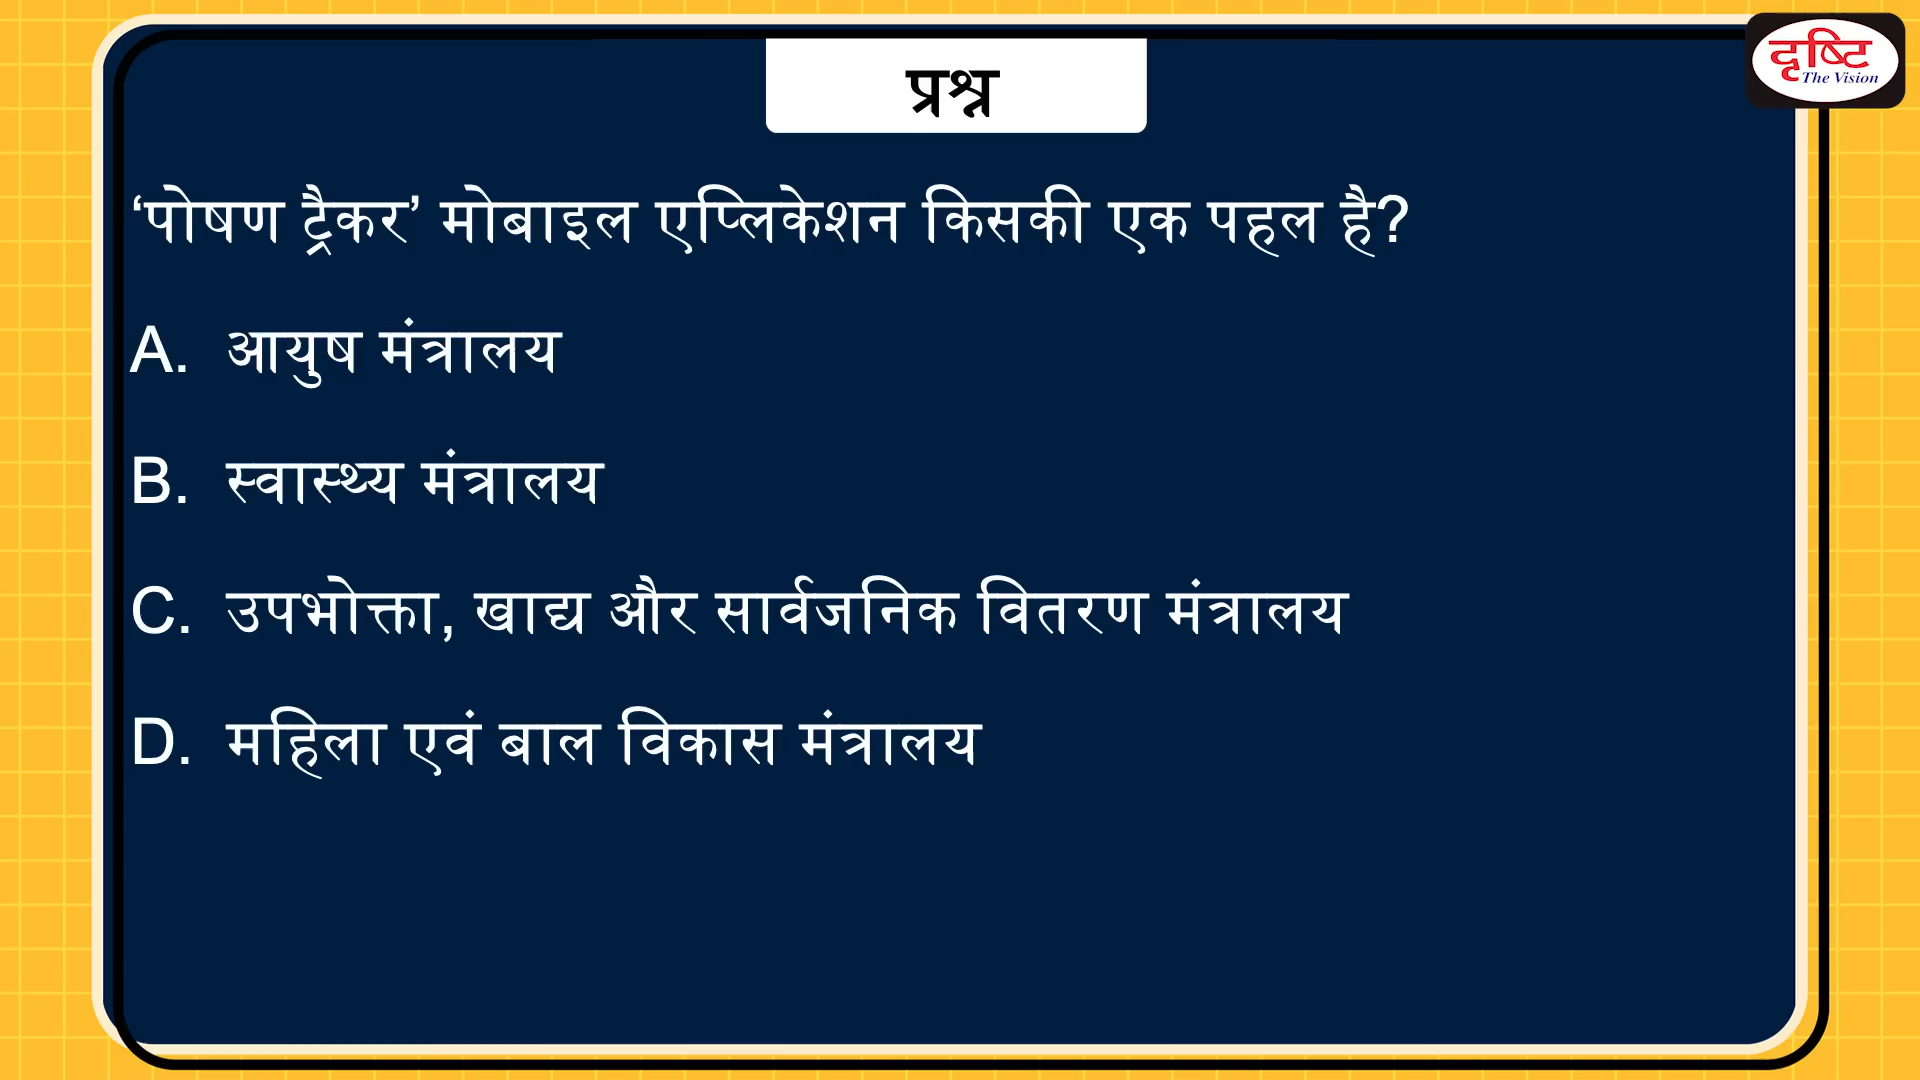 दृष्टि
The Vision
प्रश्न
‘पोषण ट्रैकर’ मोबाइल एप्लिकेशन किसकी एक पहल है?
A. आयुष मंत्रालय
B. स्वास्थ्य मंत्रालय
C. उपभोक्ता, खाद्य और सार्वजनिक वितरण मंत्रालय
D. महिला एवं बाल विकास मंत्रालय